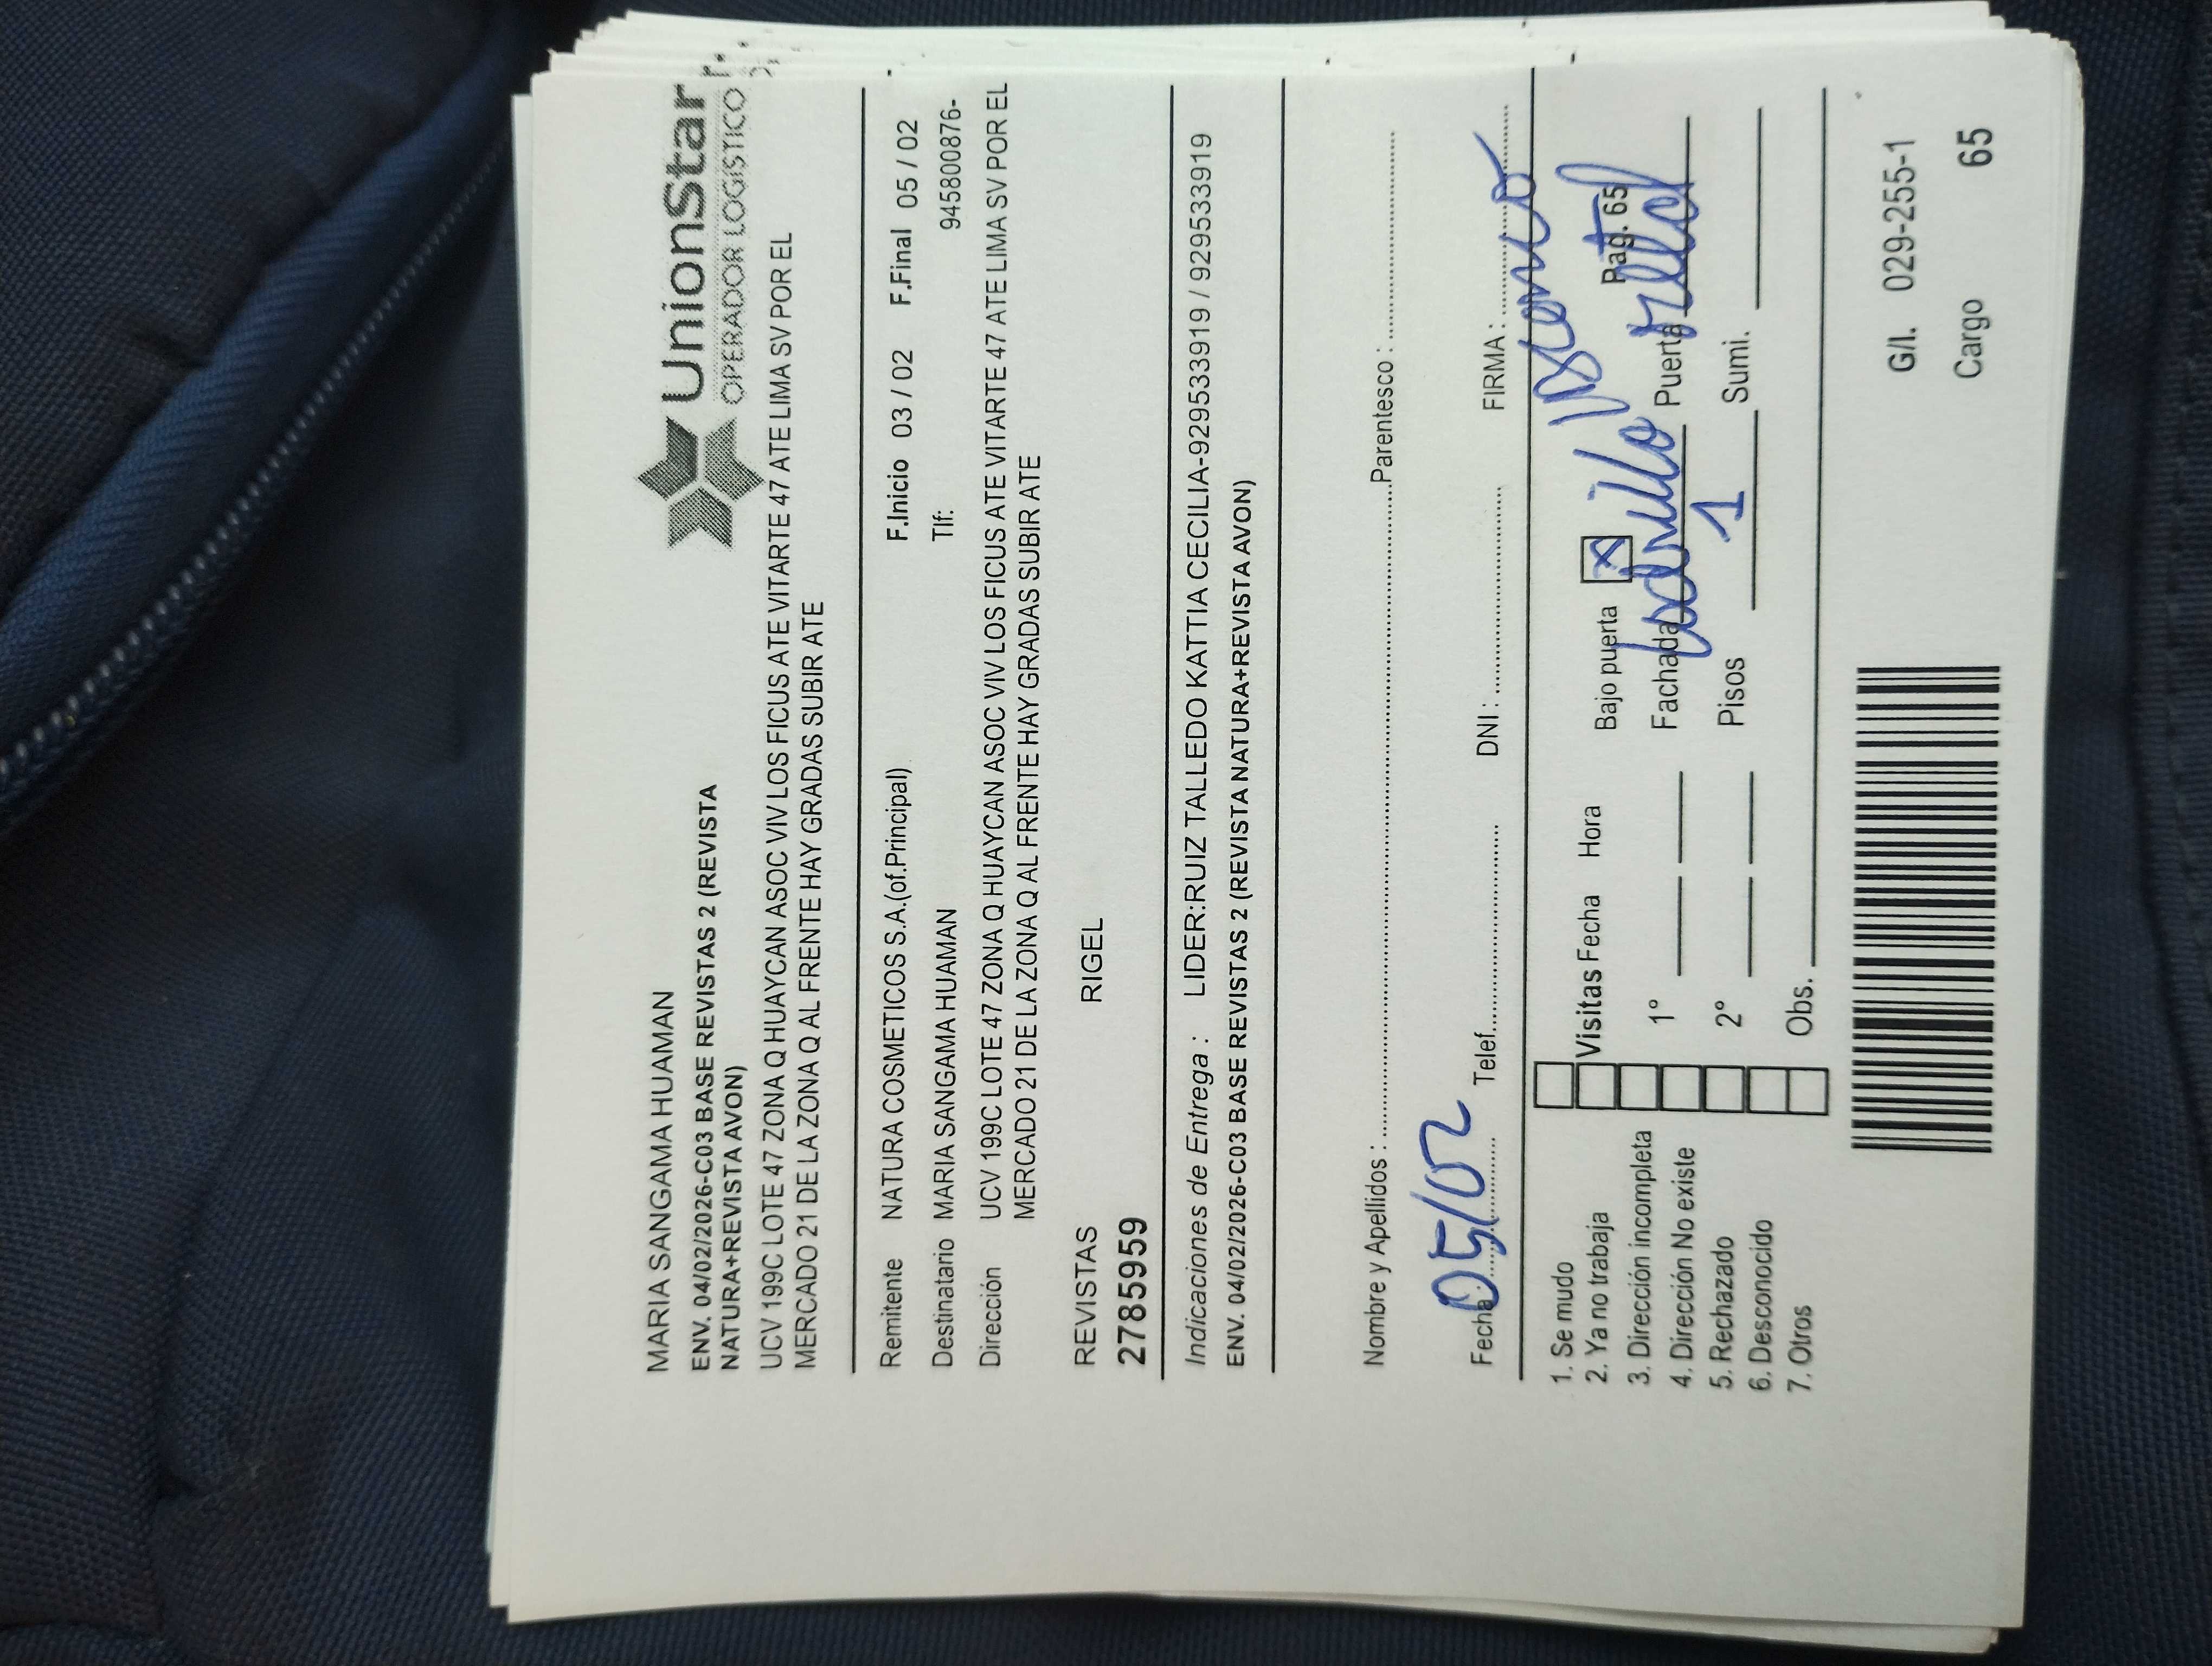 MARIA SANGAMA HUAMAN
UnionStar
OPERADOR LOGISTICO
ENV. 04/02/2026-C03 BASE REVISTAS 2 (REVISTA
NATURA+REVISTA AVON)
UCV 199C LOTE 47 ZONA Q HUAYCAN ASOC VIV LOS FICUS ATE VITARTE 47 ATE LIMA SV POR EL
MERCADO 21 DE LA ZONA Q AL FRENTE HAY GRADAS SUBIR ATE
Remitente NATURA COSMETICOS S.A.(of.Principal) F.Inicio 03 / 02 F.Final 05 / 02
Destinatario MARIA SANGAMA HUAMAN Tlf: 945800876-
Dirección UCV 199C LOTE 47 ZONA Q HUAYCAN ASOC VIV LOS FICUS ATE VITARTE 47 ATE LIMA SV POR EL
MERCADO 21 DE LA ZONA Q AL FRENTE HAY GRADAS SUBIR ATE
REVISTAS RIGEL
2785959
Indicaciones de Entrega : LIDER:RUIZ TALLEDO KATTIA CECILIA-929533919 / 929533919
ENV. 04/02/2026-C03 BASE REVISTAS 2 (REVISTA NATURA+REVISTA AVON)
Nombre y Apellidos : Parentesco :
Fecha : 05/02 Telef. DNI : FIRMA :
1. Se mudo
2. Ya no trabaja
3. Dirección incompleta
4. Dirección No existe
5. Rechazado
6. Desconocido
7. Otros
Visitas Fecha Hora Bajo puerta X Pag. 65
1° Fachada ladrillo Puerta
2° Pisos 1 Sumi.
Obs.
G/I. 029-255-1
Cargo 65